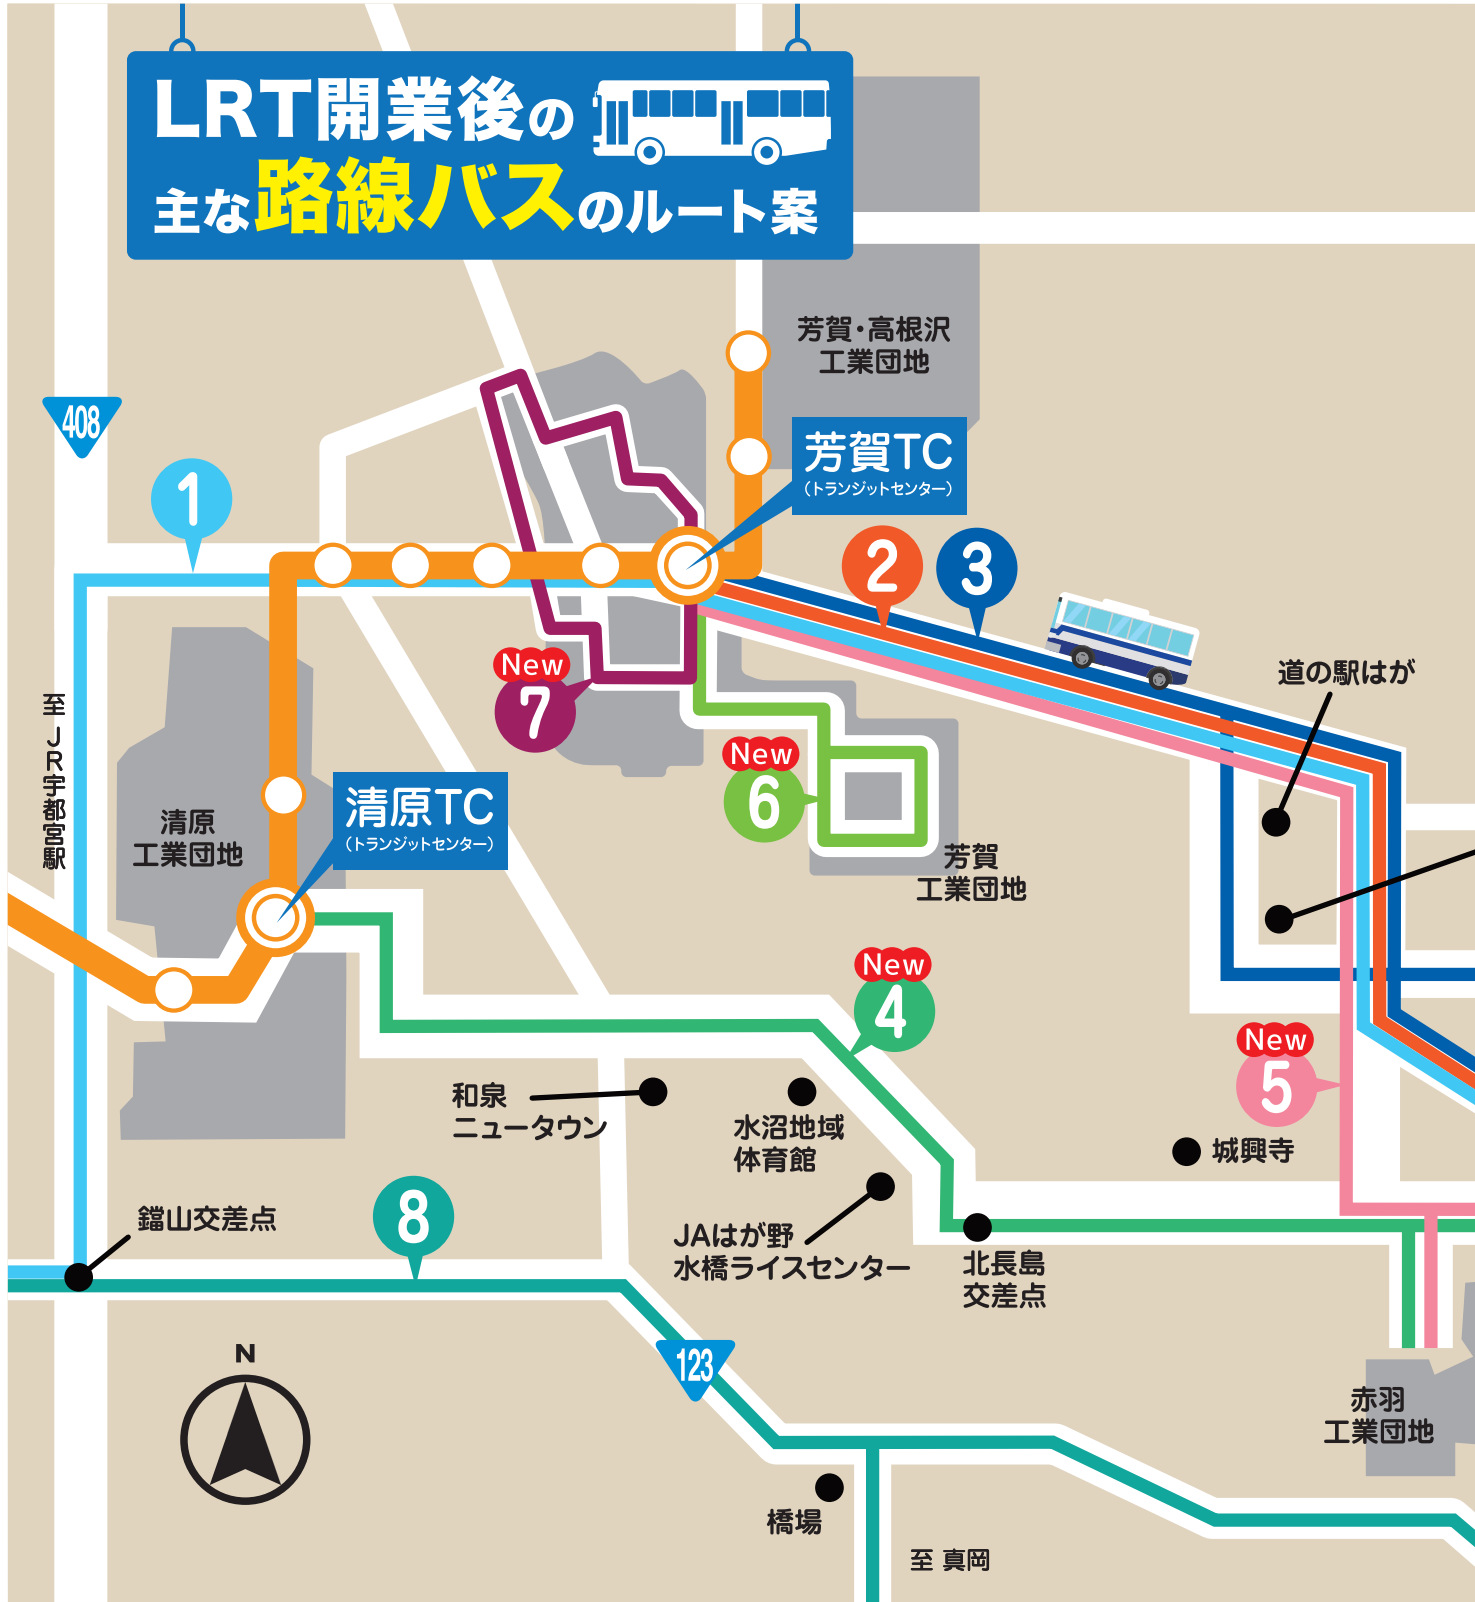 LRT開業後の
主な路線バスのルート案
芳賀・高根沢
工業団地
408
芳賀TC
(トランジットセンター)
1
2
3
道の駅はが
New
7
至 JR宇都宮駅
New
6
清原TC
(トランジットセンター)
清原
工業団地
芳賀
工業団地
New
4
New
5
和泉
ニュータウン
水沼地域
体育館
城興寺
鐺山交差点
8
JAはが野
水橋ライスセンター
北長島
交差点
N
123
赤羽
工業団地
橋場
至 真岡